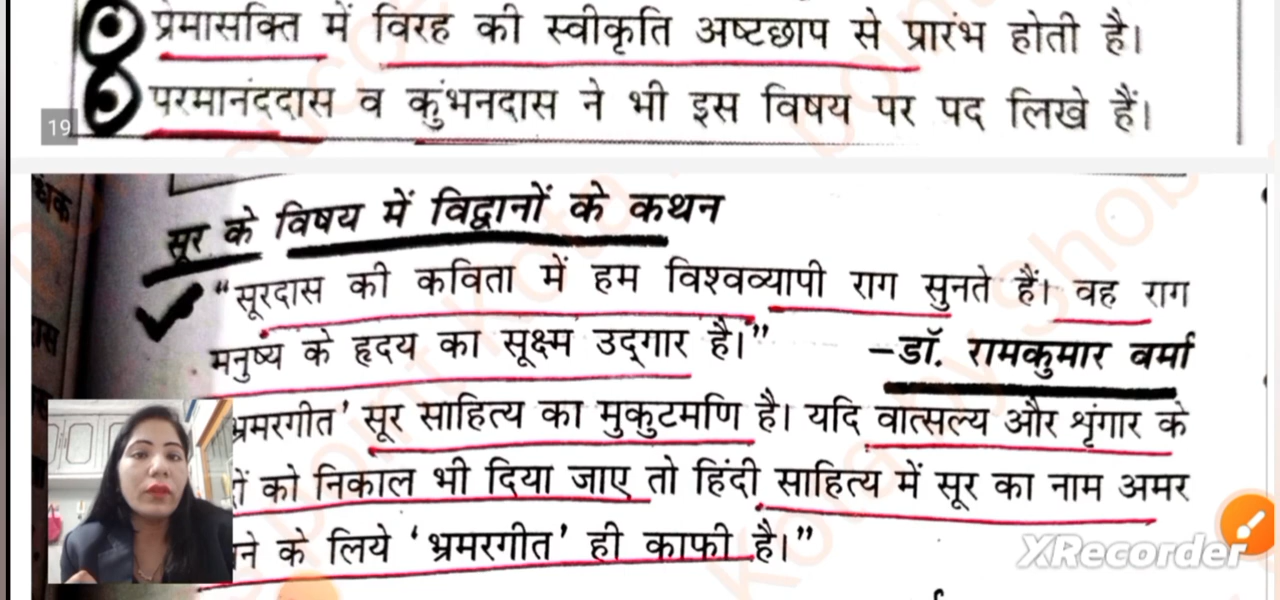 प्रेमासक्ति में विरह की स्वीकृति अष्टछाप से प्रारंभ होती है।
परमानंददास व कुंभनदास ने भी इस विषय पर पद लिखे हैं।
19
सूर के विषय में विद्वानों के कथन
“सूरदास की कविता में हम विश्वव्यापी राग सुनते हैं। वह राग
मनुष्य के हृदय का सूक्ष्म उद्‌गार है।”
–डॉ. रामकुमार वर्मा
भ्रमरगीत’ सूर साहित्य का मुकुटमणि है। यदि वात्सल्य और शृंगार के
को निकाल भी दिया जाए तो हिंदी साहित्य में सूर का नाम अमर
के लिये ‘भ्रमरगीत’ ही काफी है।”
XRecorder